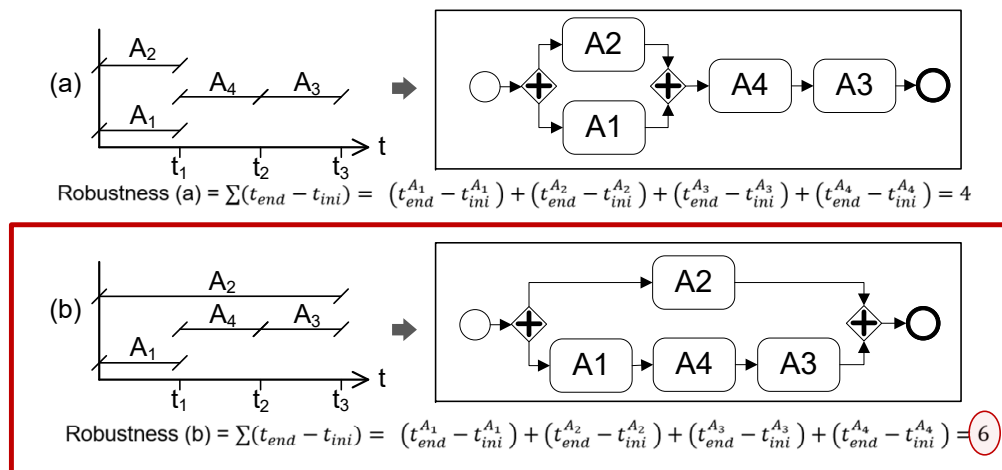 A₂
A₄ A₃
(a)
A₁
t
t₁ t₂ t₃
A2
A1
A4
A3
Robustness (a) = ∑(t_end − t_ini) = (t_end^A₁ − t_ini^A₁) + (t_end^A₂ − t_ini^A₂) + (t_end^A₃ − t_ini^A₃) + (t_end^A₄ − t_ini^A₄) = 4
A₂
A₄ A₃
(b)
A₁
t
t₁ t₂ t₃
A2
A1
A4
A3
Robustness (b) = ∑(t_end − t_ini) = (t_end^A₁ − t_ini^A₁) + (t_end^A₂ − t_ini^A₂) + (t_end^A₃ − t_ini^A₃) + (t_end^A₄ − t_ini^A₄) = 6